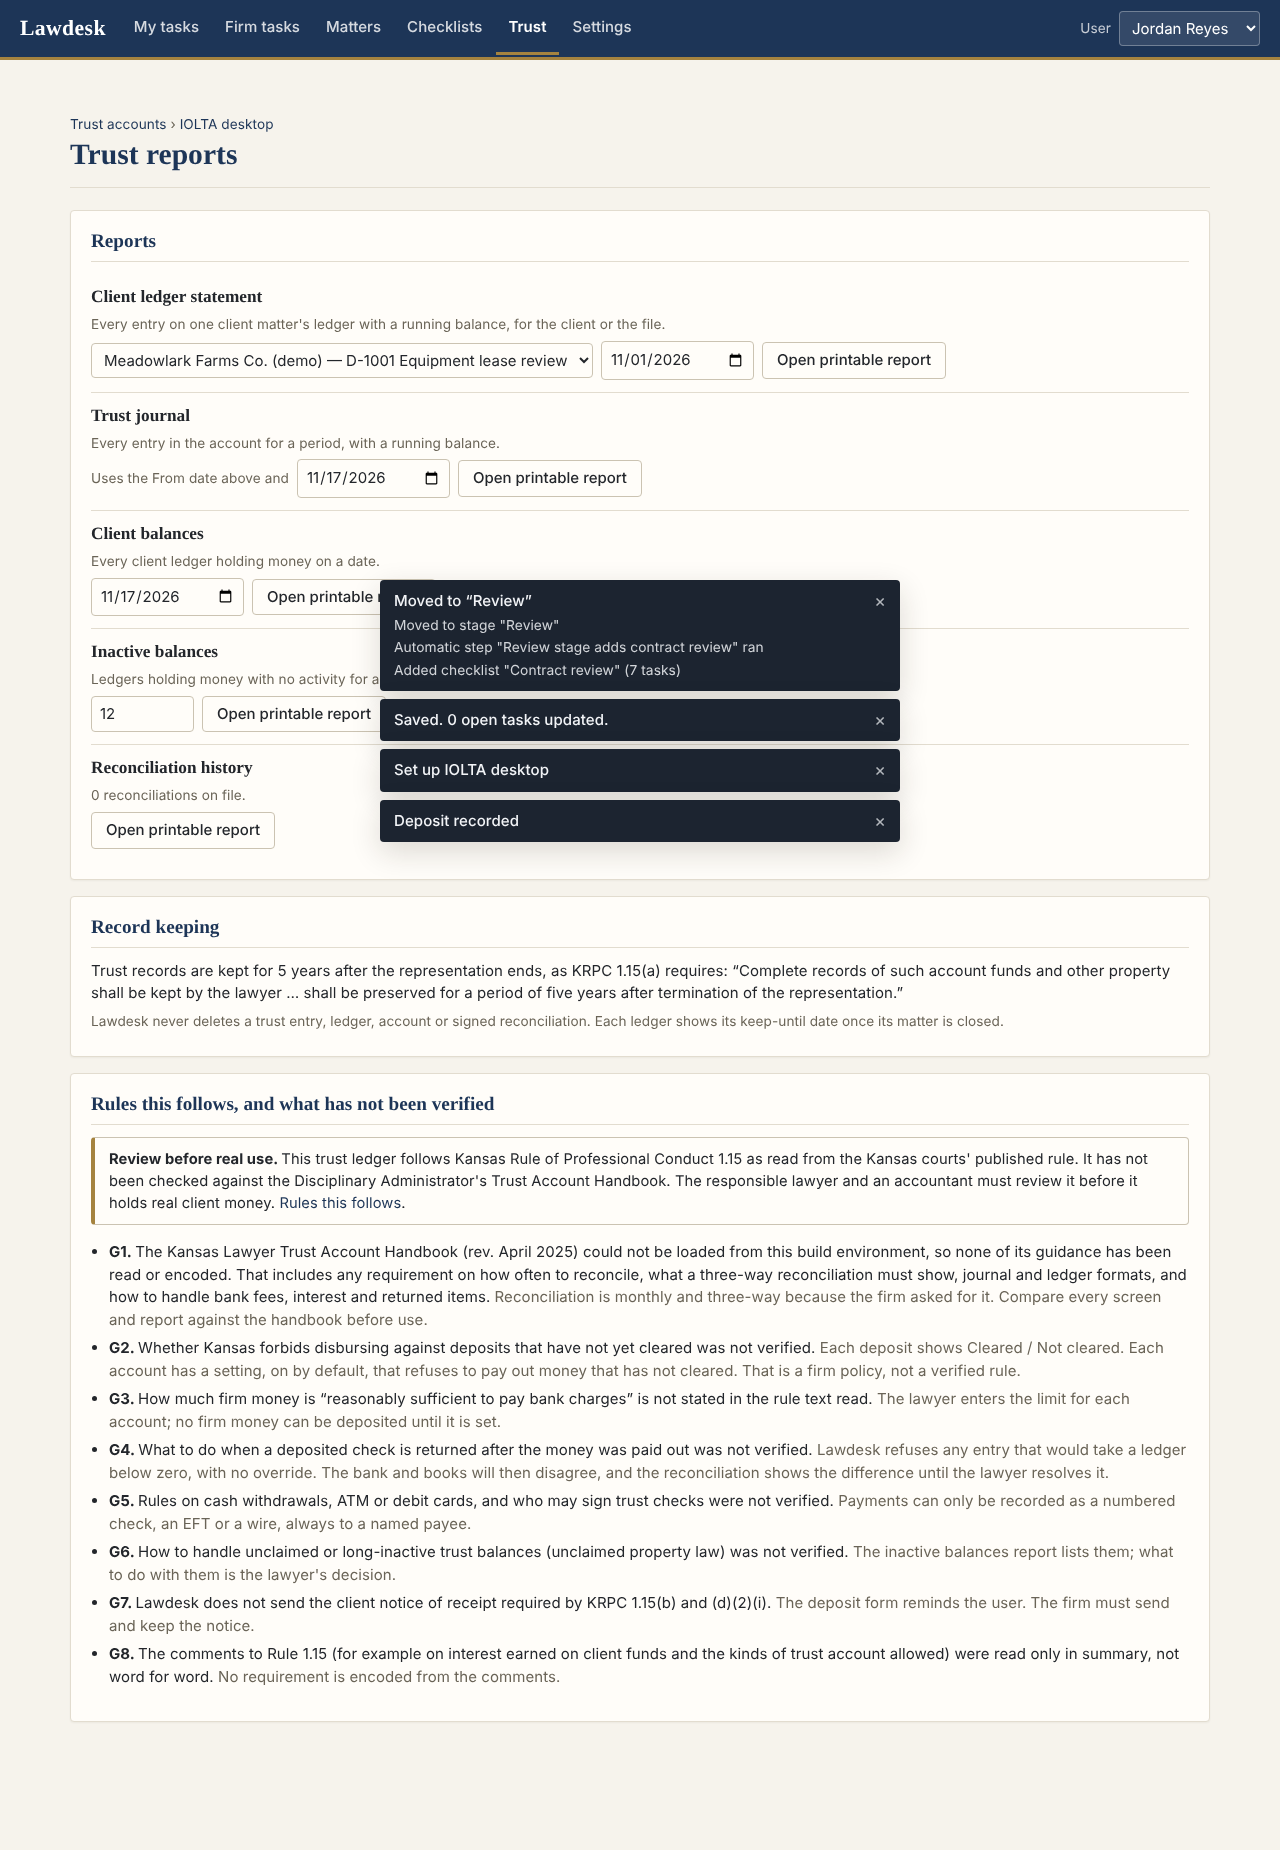 Lawdesk My tasks Firm tasks Matters Checklists Trust Settings User Jordan Reyes
Trust accounts › IOLTA desktop
Trust reports
Reports
Client ledger statement
Every entry on one client matter's ledger with a running balance, for the client or the file.
Meadowlark Farms Co. (demo) — D-1001 Equipment lease review 11/01/2026 Open printable report
Trust journal
Every entry in the account for a period, with a running balance.
Uses the From date above and 11/17/2026 Open printable report
Client balances
Every client ledger holding money on a date.
11/17/2026 Open printable
Moved to “Review” ×
Moved to stage "Review"
Automatic step "Review stage adds contract review" ran
Added checklist "Contract review" (7 tasks)
Inactive balances
Ledgers holding money with no activity for a
12 Open printable report
Saved. 0 open tasks updated. ×
Reconciliation history
Set up IOLTA desktop ×
0 reconciliations on file.
Open printable report
Deposit recorded ×
Record keeping
Trust records are kept for 5 years after the representation ends, as KRPC 1.15(a) requires: “Complete records of such account funds and other property
shall be kept by the lawyer … shall be preserved for a period of five years after termination of the representation.”
Lawdesk never deletes a trust entry, ledger, account or signed reconciliation. Each ledger shows its keep-until date once its matter is closed.
Rules this follows, and what has not been verified
Review before real use. This trust ledger follows Kansas Rule of Professional Conduct 1.15 as read from the Kansas courts' published rule. It has not
been checked against the Disciplinary Administrator's Trust Account Handbook. The responsible lawyer and an accountant must review it before it
holds real client money. Rules this follows.
• G1. The Kansas Lawyer Trust Account Handbook (rev. April 2025) could not be loaded from this build environment, so none of its guidance has been
read or encoded. That includes any requirement on how often to reconcile, what a three-way reconciliation must show, journal and ledger formats, and
how to handle bank fees, interest and returned items. Reconciliation is monthly and three-way because the firm asked for it. Compare every screen
and report against the handbook before use.
• G2. Whether Kansas forbids disbursing against deposits that have not yet cleared was not verified. Each deposit shows Cleared / Not cleared. Each
account has a setting, on by default, that refuses to pay out money that has not cleared. That is a firm policy, not a verified rule.
• G3. How much firm money is “reasonably sufficient to pay bank charges” is not stated in the rule text read. The lawyer enters the limit for each
account; no firm money can be deposited until it is set.
• G4. What to do when a deposited check is returned after the money was paid out was not verified. Lawdesk refuses any entry that would take a ledger
below zero, with no override. The bank and books will then disagree, and the reconciliation shows the difference until the lawyer resolves it.
• G5. Rules on cash withdrawals, ATM or debit cards, and who may sign trust checks were not verified. Payments can only be recorded as a numbered
check, an EFT or a wire, always to a named payee.
• G6. How to handle unclaimed or long-inactive trust balances (unclaimed property law) was not verified. The inactive balances report lists them; what
to do with them is the lawyer's decision.
• G7. Lawdesk does not send the client notice of receipt required by KRPC 1.15(b) and (d)(2)(i). The deposit form reminds the user. The firm must send
and keep the notice.
• G8. The comments to Rule 1.15 (for example on interest earned on client funds and the kinds of trust account allowed) were read only in summary, not
word for word. No requirement is encoded from the comments.